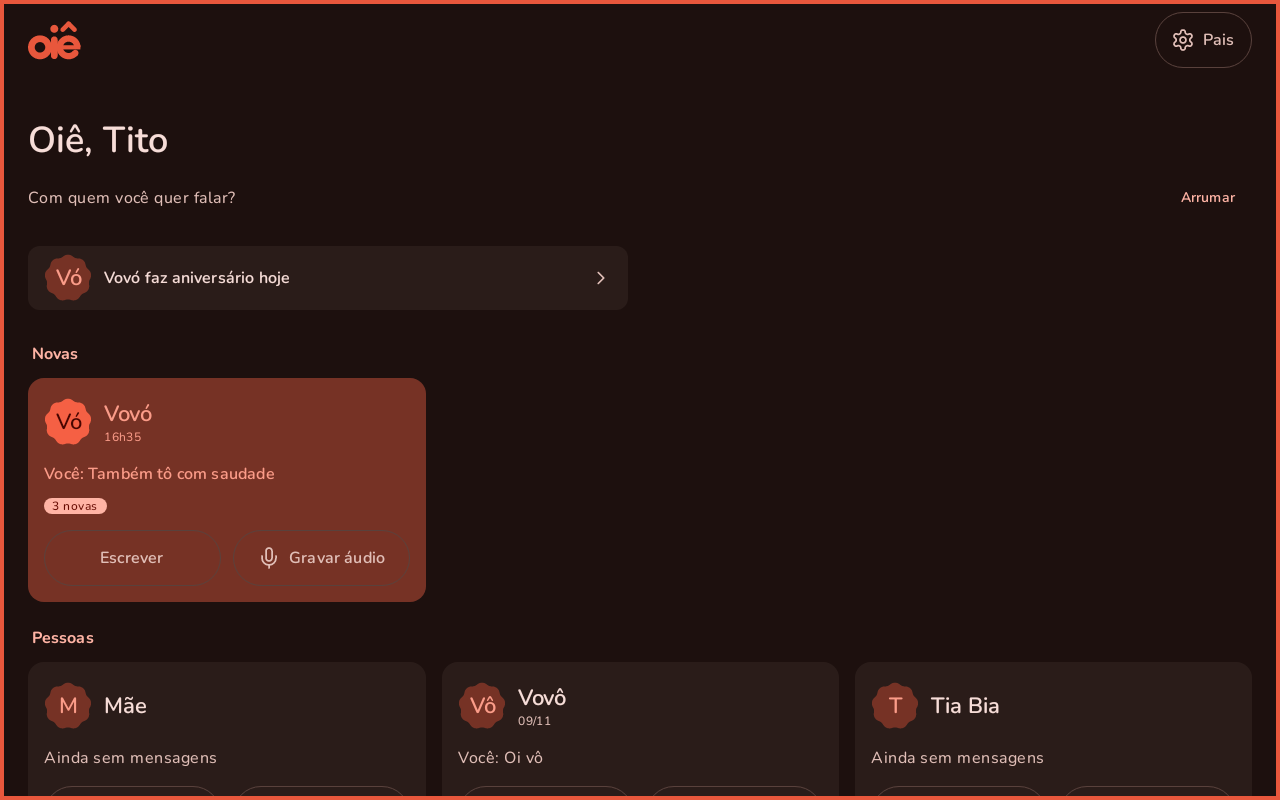 oiê
Pais
Oiê, Tito
Com quem você quer falar?
Arrumar
Vó
Vovó faz aniversário hoje
Novas
Vó
Vovó
16h35
Você: Também tô com saudade
3 novas
Escrever
Gravar áudio
Pessoas
M
Mãe
Ainda sem mensagens
Vô
Vovô
09/11
Você: Oi vô
T
Tia Bia
Ainda sem mensagens